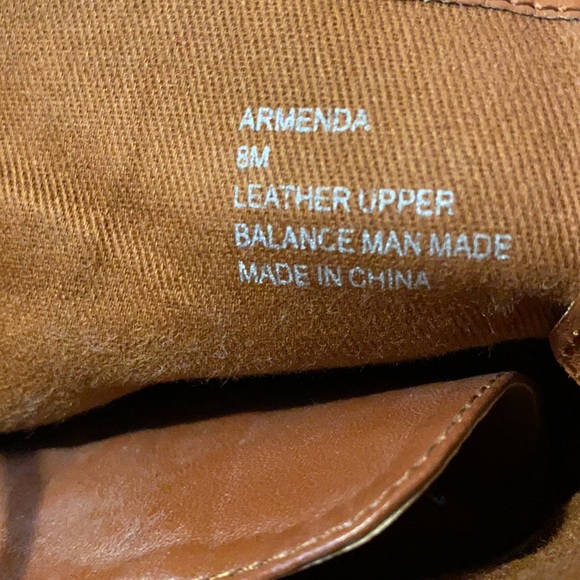 ARMENDA
8M
LEATHER UPPER
BALANCE MAN MADE
MADE IN CHINA